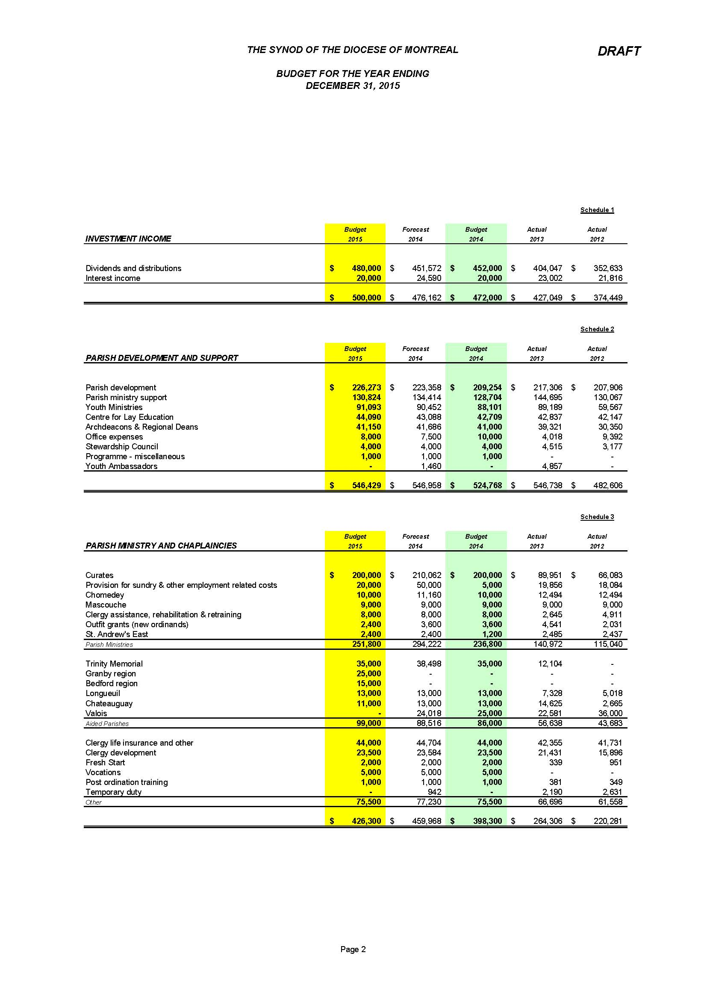 THE SYNOD OF THE DIOCESE OF MONTREAL DRAFT
BUDGET FOR THE YEAR ENDING
DECEMBER 31, 2015
Schedule 1
Budget Forecast Budget Actual Actual
INVESTMENT INCOME 2015 2014 2014 2013 2012
Dividends and distributions $ 480,000 $ 451,572 $ 452,000 $ 404,047 $ 352,633
Interest income 20,000 24,590 20,000 23,002 21,816
$ 500,000 $ 476,162 $ 472,000 $ 427,049 $ 374,449
Schedule 2
Budget Forecast Budget Actual Actual
PARISH DEVELOPMENT AND SUPPORT 2015 2014 2014 2013 2012
Parish development $ 226,273 $ 223,358 $ 209,254 $ 217,306 $ 207,906
Parish ministry support 130,824 134,414 128,704 144,695 130,067
Youth Ministries 91,093 90,452 88,101 89,189 59,567
Centre for Lay Education 44,090 43,088 42,709 42,837 42,147
Archdeacons & Regional Deans 41,150 41,686 41,000 39,321 30,350
Office expenses 8,000 7,500 10,000 4,018 9,392
Stewardship Council 4,000 4,000 4,000 4,515 3,177
Programme - miscellaneous 1,000 1,000 1,000 - -
Youth Ambassadors - 1,460 - 4,857 -
$ 546,429 $ 546,958 $ 524,768 $ 546,738 $ 482,606
Schedule 3
Budget Forecast Budget Actual Actual
PARISH MINISTRY AND CHAPLAINCIES 2015 2014 2014 2013 2012
Curates $ 200,000 $ 210,062 $ 200,000 $ 89,951 $ 66,083
Provision for sundry & other employment related costs 20,000 50,000 5,000 19,856 18,084
Chomedey 10,000 11,160 10,000 12,494 12,494
Mascouche 9,000 9,000 9,000 9,000 9,000
Clergy assistance, rehabilitation & retraining 8,000 8,000 8,000 2,645 4,911
Outfit grants (new ordinands) 2,400 3,600 3,600 4,541 2,031
St. Andrew's East 2,400 2,400 1,200 2,485 2,437
Parish Ministries 251,800 294,222 236,800 140,972 115,040
Trinity Memorial 35,000 38,498 35,000 12,104 -
Granby region 25,000 - - - -
Bedford region 15,000 - - - -
Longueuil 13,000 13,000 13,000 7,328 5,018
Chateauguay 11,000 13,000 13,000 14,625 2,665
Valois - 24,018 25,000 22,581 36,000
Aided Parishes 99,000 88,516 86,000 56,638 43,683
Clergy life insurance and other 44,000 44,704 44,000 42,355 41,731
Clergy development 23,500 23,584 23,500 21,431 15,896
Fresh Start 2,000 2,000 2,000 339 951
Vocations 5,000 5,000 5,000 - -
Post ordination training 1,000 1,000 1,000 381 349
Temporary duty - 942 - 2,190 2,631
Other 75,500 77,230 75,500 66,696 61,558
$ 426,300 $ 459,968 $ 398,300 $ 264,306 $ 220,281
Page 2